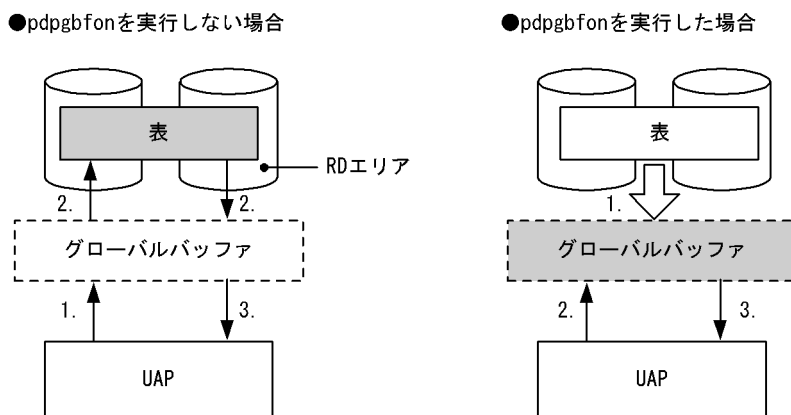 ●pdpgbfonを実行しない場合
表
RDエリア
2.
2.
グローバルバッファ
1.
3.
UAP
●pdpgbfonを実行した場合
表
1.
グローバルバッファ
2.
3.
UAP